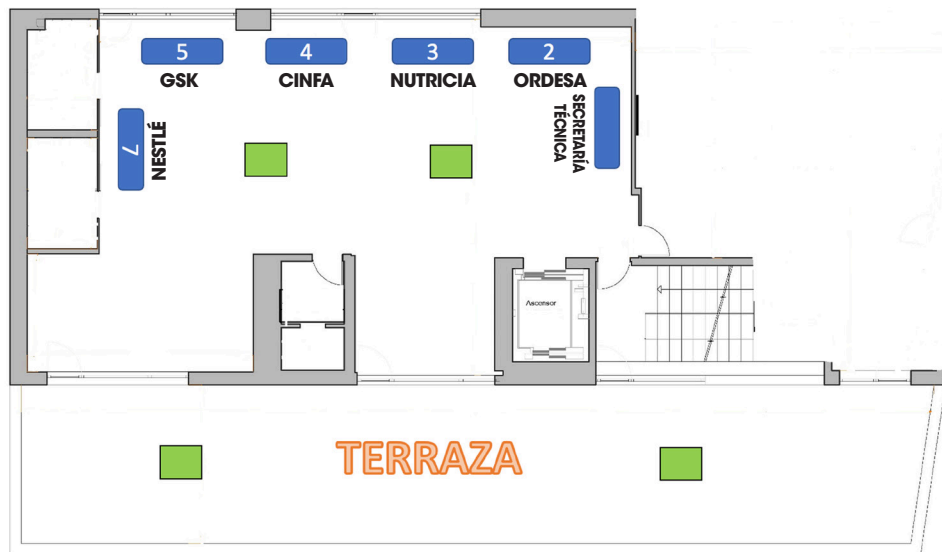 5
GSK
4
CINFA
3
NUTRICIA
2
ORDESA
SECRETARÍA
TÉCNICA
7
NESTLÉ
Ascensor
TERRAZA